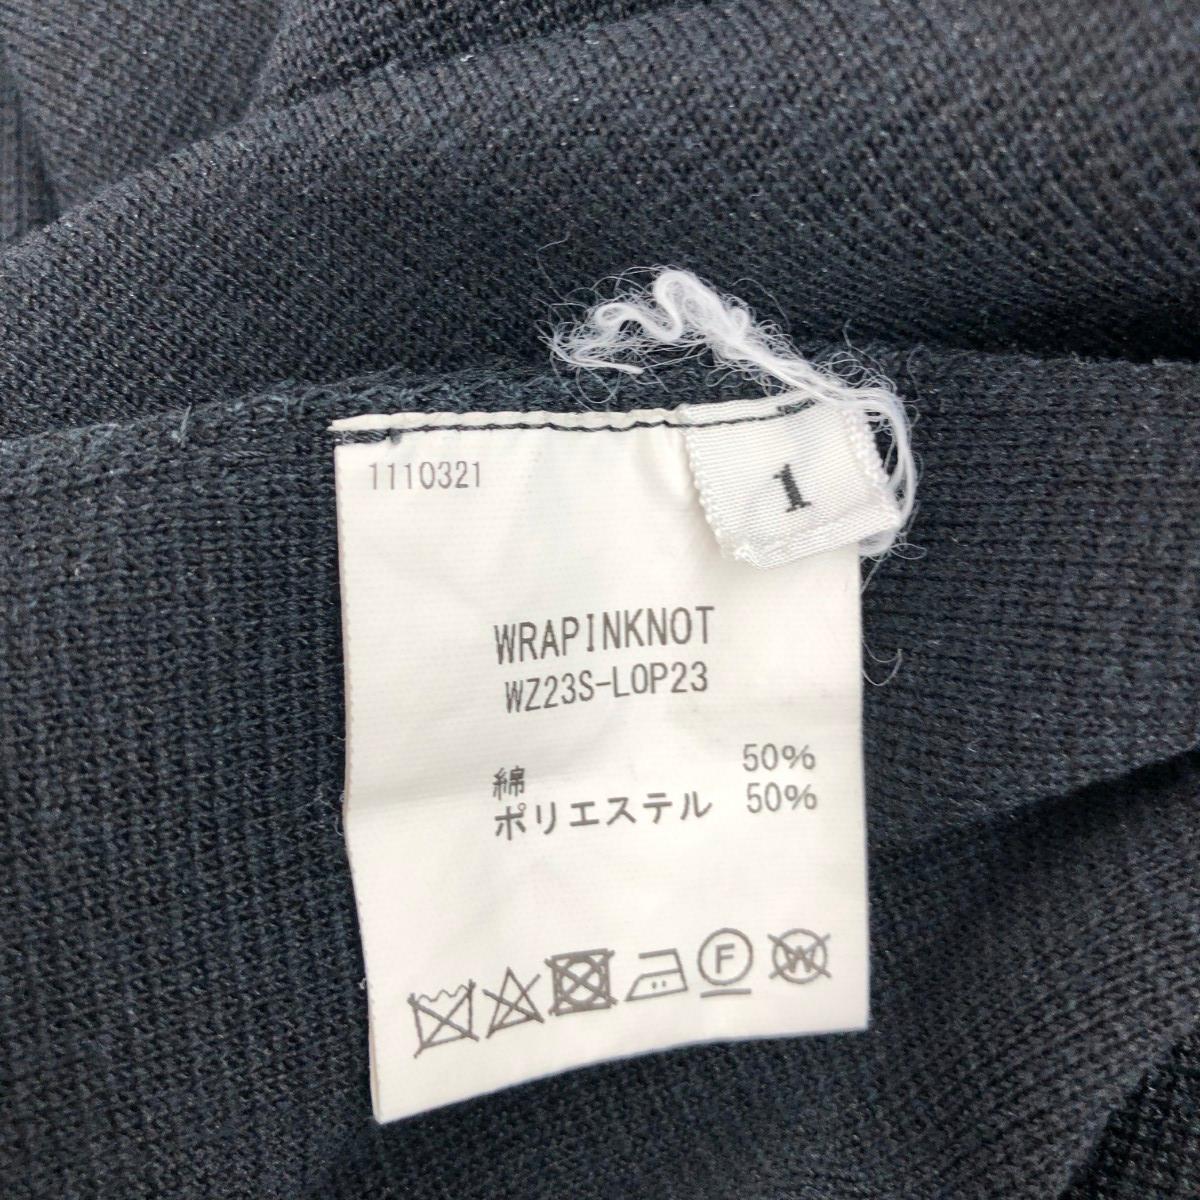 1110321
1
WRAPINKNOT
WZ23S-LOP23
綿 50%
ポリエステル 50%
F
W